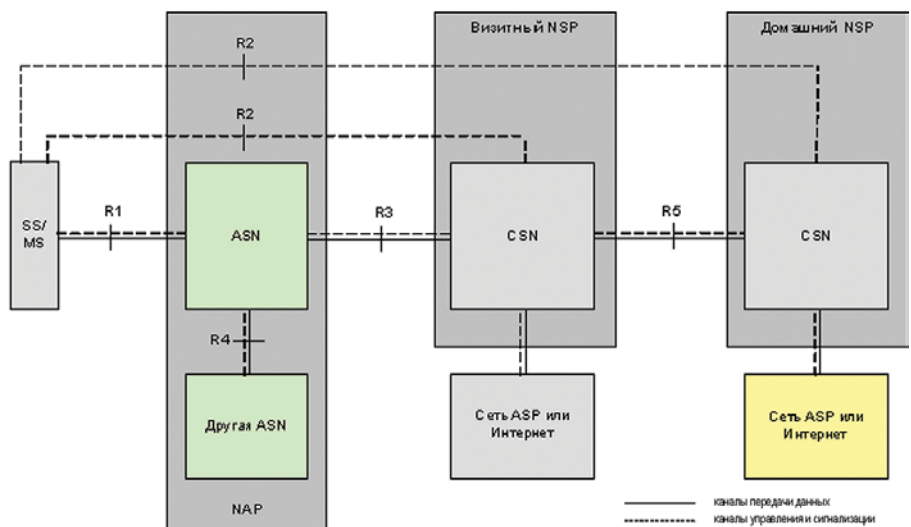 Визитный NSP
Домашний NSP
R2
R2
SS/
MS
R1
ASN
R3
CSN
R5
CSN
R4
Другая ASN
Сеть ASP или
Интернет
Сеть ASP или
Интернет
NAP
каналы передачи данных
каналы управления и сигнализации